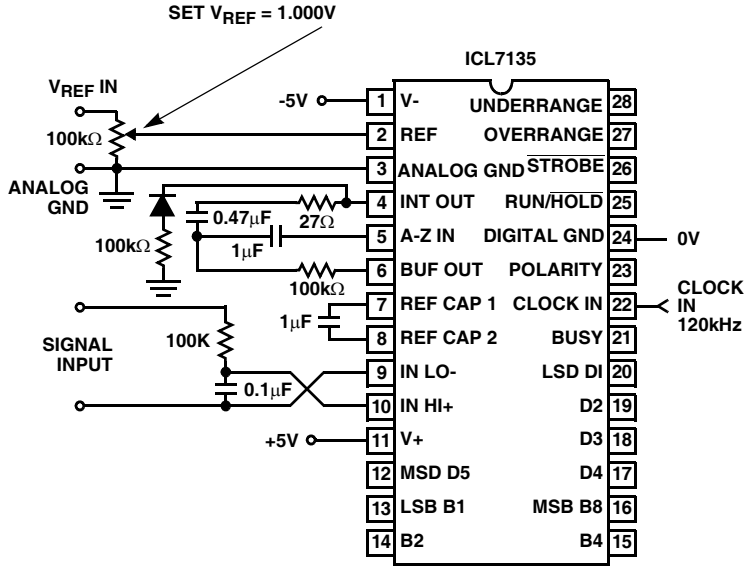 SET VREF = 1.000V
ICL7135
VREF IN
100kΩ
ANALOG
GND
-5V
1 V-
2 REF
3 ANALOG GND
4 INT OUT
5 A-Z IN
6 BUF OUT
7 REF CAP 1
8 REF CAP 2
9 IN LO-
10 IN HI+
11 V+
12 MSD D5
13 LSB B1
14 B2
UNDERRANGE 28
OVERRANGE 27
STROBE 26
RUN/HOLD 25
DIGITAL GND 24
POLARITY 23
CLOCK IN 22
BUSY 21
LSD DI 20
D2 19
D3 18
D4 17
MSB B8 16
B4 15
0.47µF
27Ω
100kΩ
1µF
100kΩ
1µF
SIGNAL
INPUT
100K
0.1µF
+5V
0V
CLOCK
IN
120kHz